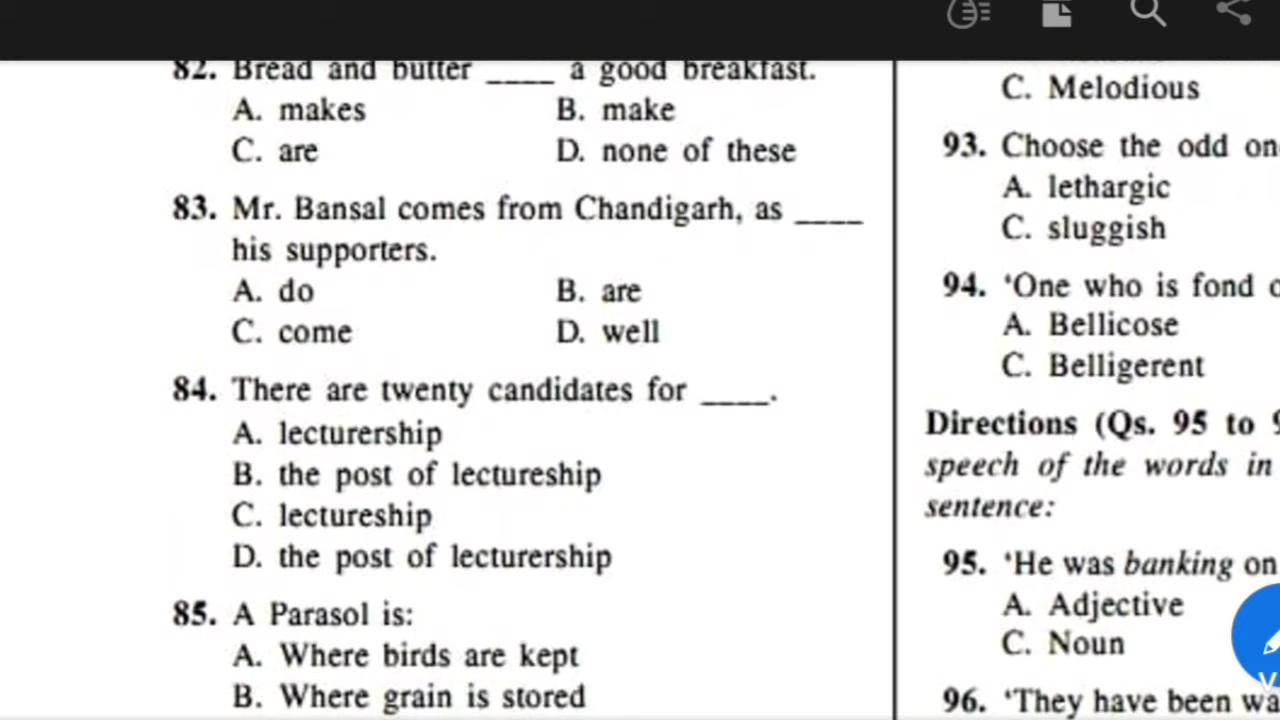 82. Bread and butter ____ a good breakfast.
A. makes B. make
C. are D. none of these
83. Mr. Bansal comes from Chandigarh, as ____
his supporters.
A. do B. are
C. come D. well
84. There are twenty candidates for ____.
A. lecturership
B. the post of lectureship
C. lectureship
D. the post of lecturership
85. A Parasol is:
A. Where birds are kept
B. Where grain is stored
C. Melodious
93. Choose the odd
A. lethargic
C. sluggish
94. ‘One who is fond
A. Bellicose
C. Belligerent
Directions (Qs. 95 to
speech of the words in
sentence:
95. ‘He was banking on
A. Adjective
C. Noun
96. ‘They have been